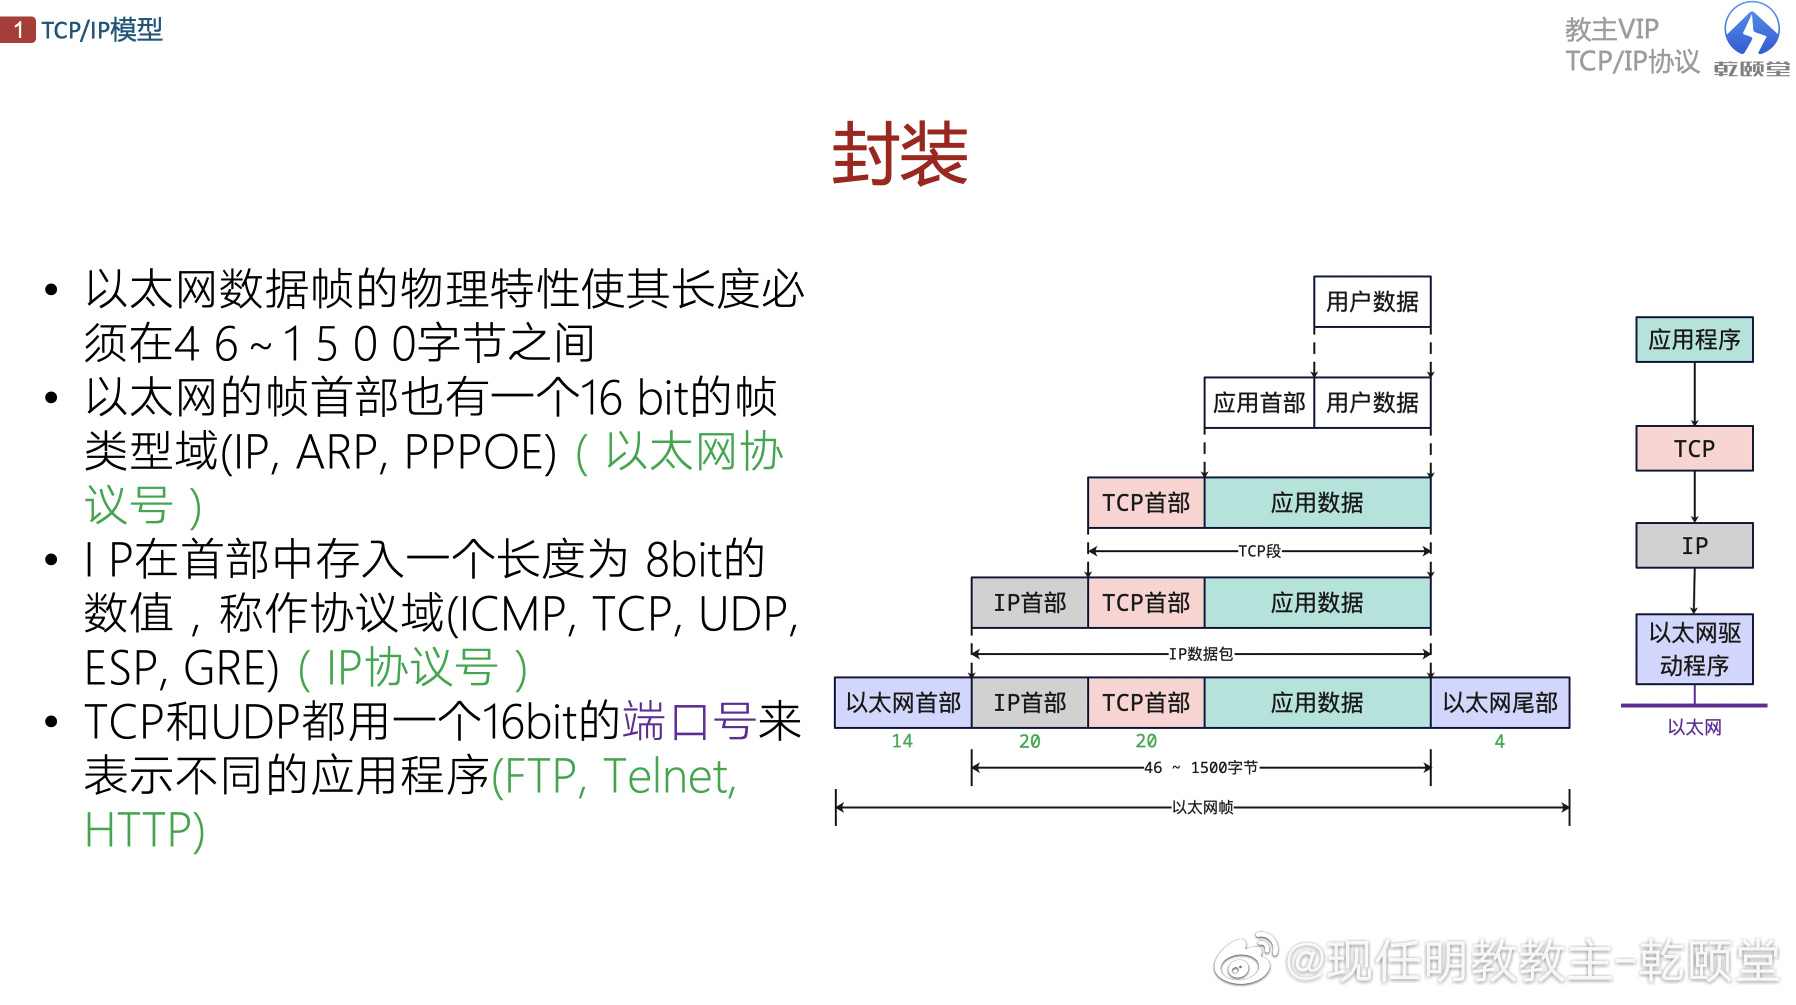 1 TCP/IP模型
教主VIP
TCP/IP协议
乾颐堂
封装
• 以太网数据帧的物理特性使其长度必
须在4 6 ~ 1 5 0 0字节之间
• 以太网的帧首部也有一个16 bit的帧
类型域(IP, ARP, PPPOE) ( 以太网协
议号 )
• I P在首部中存入一个长度为 8bit的
数值 , 称作协议域(ICMP, TCP, UDP,
ESP, GRE) ( IP协议号 )
• TCP和UDP都用一个16bit的端口号来
表示不同的应用程序(FTP, Telnet,
HTTP)
用户数据
应用首部 用户数据
TCP首部 应用数据
TCP段
IP首部 TCP首部 应用数据
IP数据包
以太网首部 IP首部 TCP首部 应用数据 以太网尾部
14 20 20 4
46 ~ 1500字节
以太网帧
应用程序
TCP
IP
以太网驱
动程序
以太网
@现任明教教主-乾颐堂